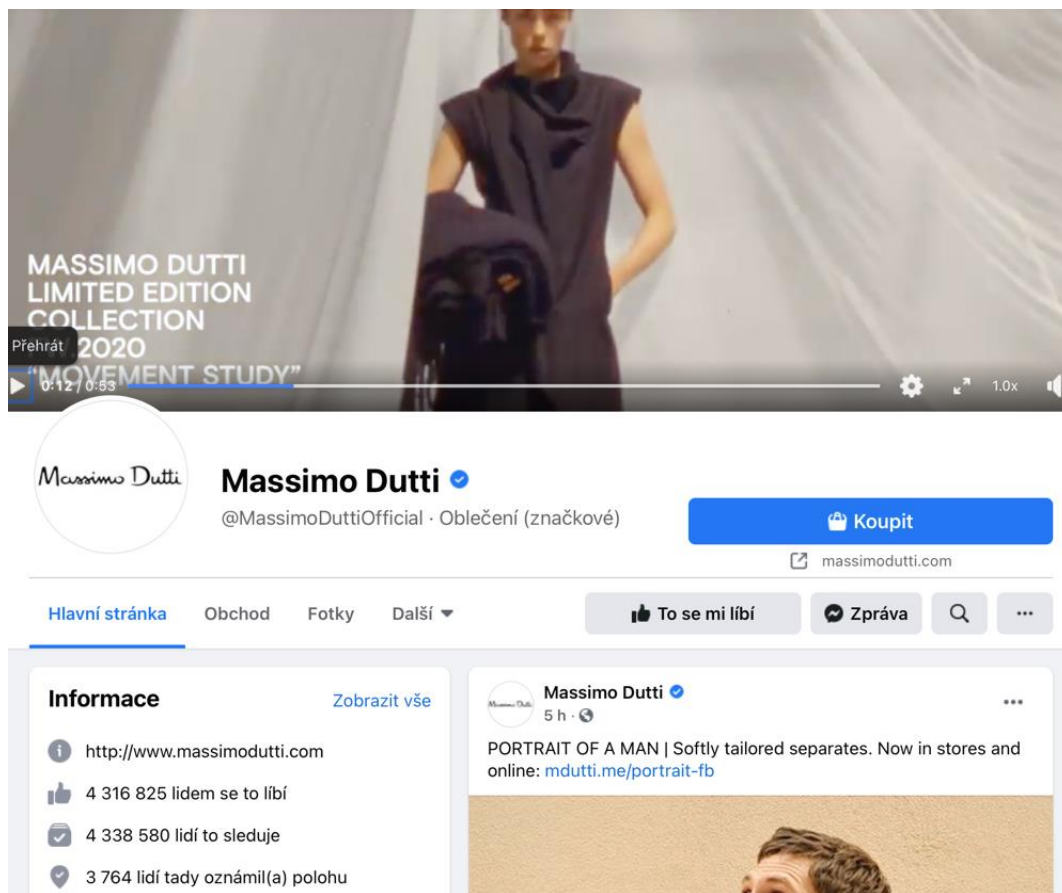 MASSIMO DUTTI
LIMITED EDITION
COLLECTION
Přehrát
.2020
“MOVEMENT STUDY”
0:12 / 0:53
1.0x
Massimo Dutti
Massimo Dutti
@MassimoDuttiOfficial · Oblečení (značkové)
Koupit
massimodutti.com
Hlavní stránka
Obchod
Fotky
Další
To se mi líbí
Zpráva
Informace
Zobrazit vše
http://www.massimodutti.com
4 316 825 lidem se to líbí
4 338 580 lidí to sleduje
3 764 lidí tady oznámil(a) polohu
Massimo Dutti
Massimo Dutti
5 h ·
PORTRAIT OF A MAN | Softly tailored separates. Now in stores and
online: mdutti.me/portrait-fb